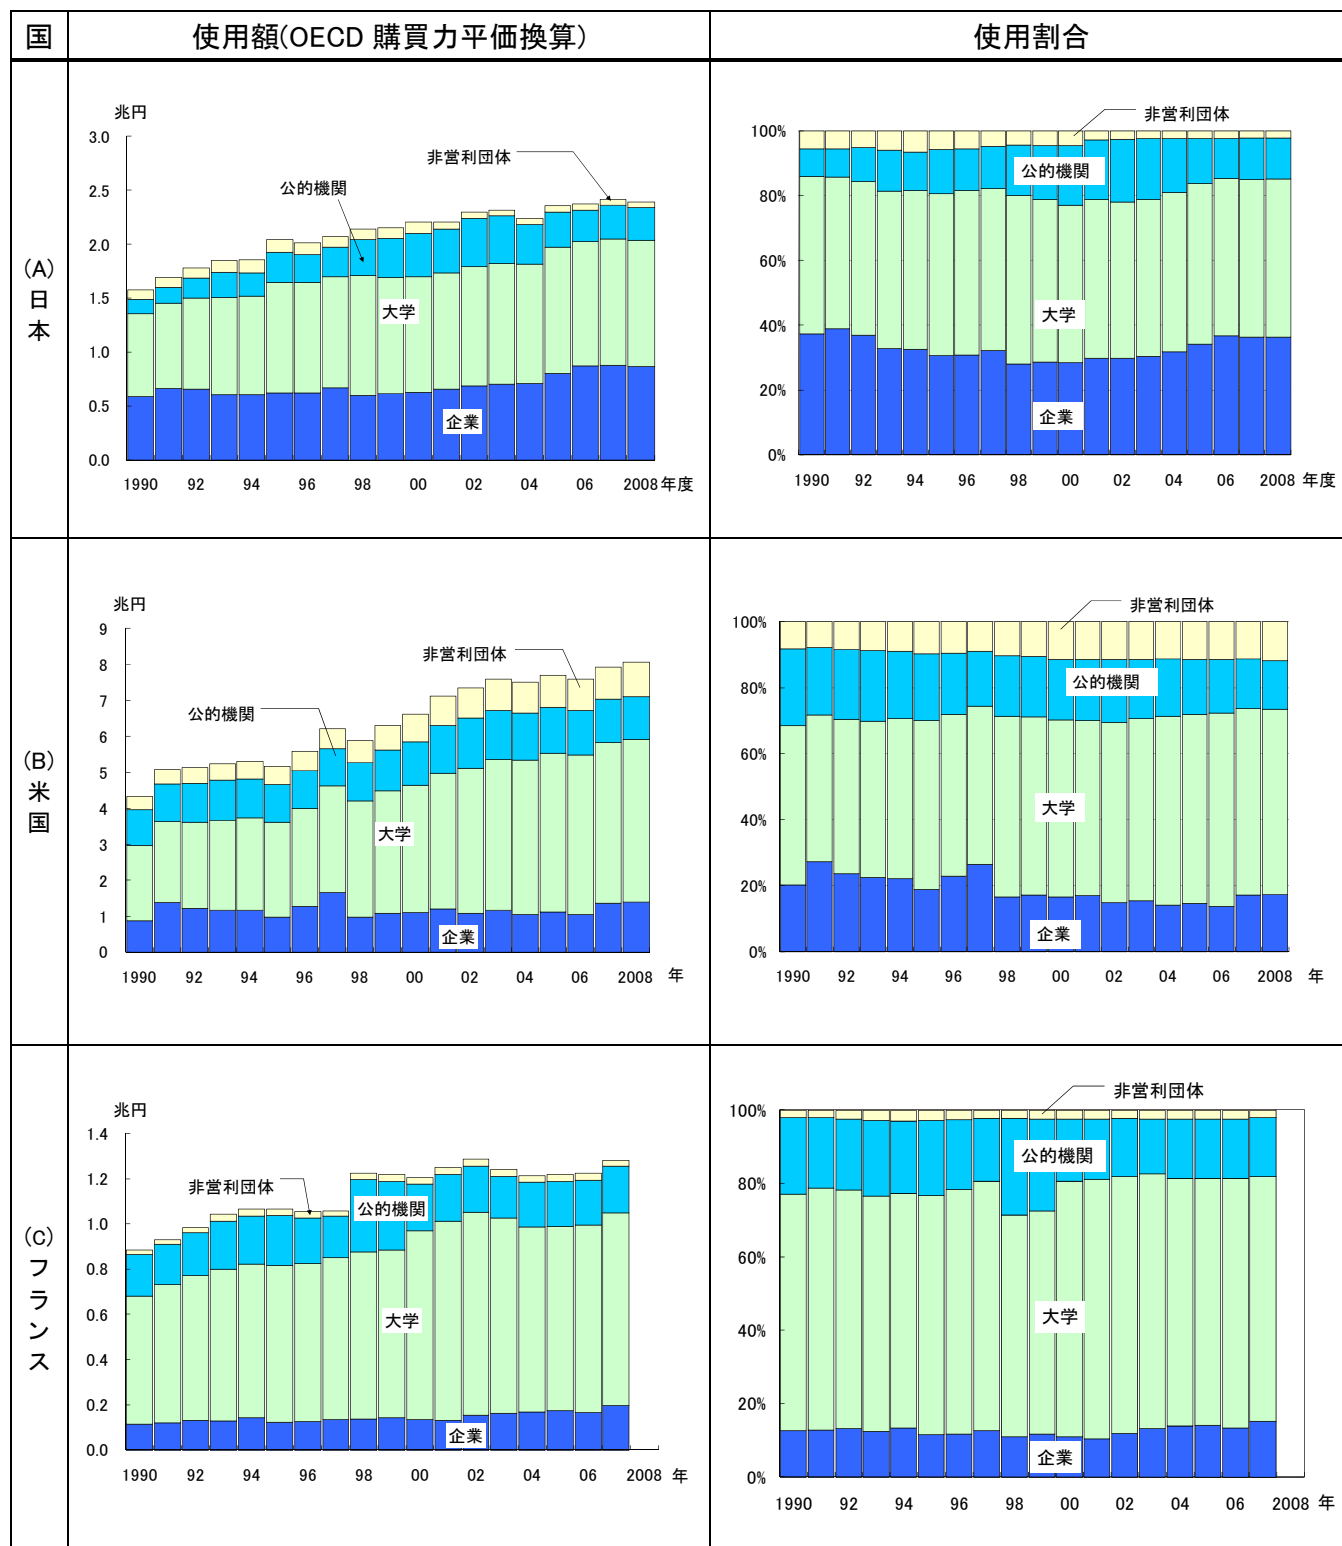 国 使用額(OECD 購買力平価換算) 使用割合
(A)日本
兆円
3.0
2.5
2.0
1.5
1.0
0.5
0.0
非営利団体
公的機関
大学
企業
1990 92 94 96 98 00 02 04 06 2008 年度
100%
80%
60%
40%
20%
0%
非営利団体
公的機関
大学
企業
1990 92 94 96 98 00 02 04 06 2008 年度
(B)米国
兆円
9
8
7
6
5
4
3
2
1
0
非営利団体
公的機関
大学
企業
1990 92 94 96 98 00 02 04 06 2008 年
100%
80%
60%
40%
20%
0%
非営利団体
公的機関
大学
企業
1990 92 94 96 98 00 02 04 06 2008 年
(C)フランス
兆円
1.4
1.2
1.0
0.8
0.6
0.4
0.2
0.0
非営利団体
公的機関
大学
企業
1990 92 94 96 98 00 02 04 06 2008 年
100%
80%
60%
40%
20%
0%
非営利団体
公的機関
大学
企業
1990 92 94 96 98 00 02 04 06 2008 年